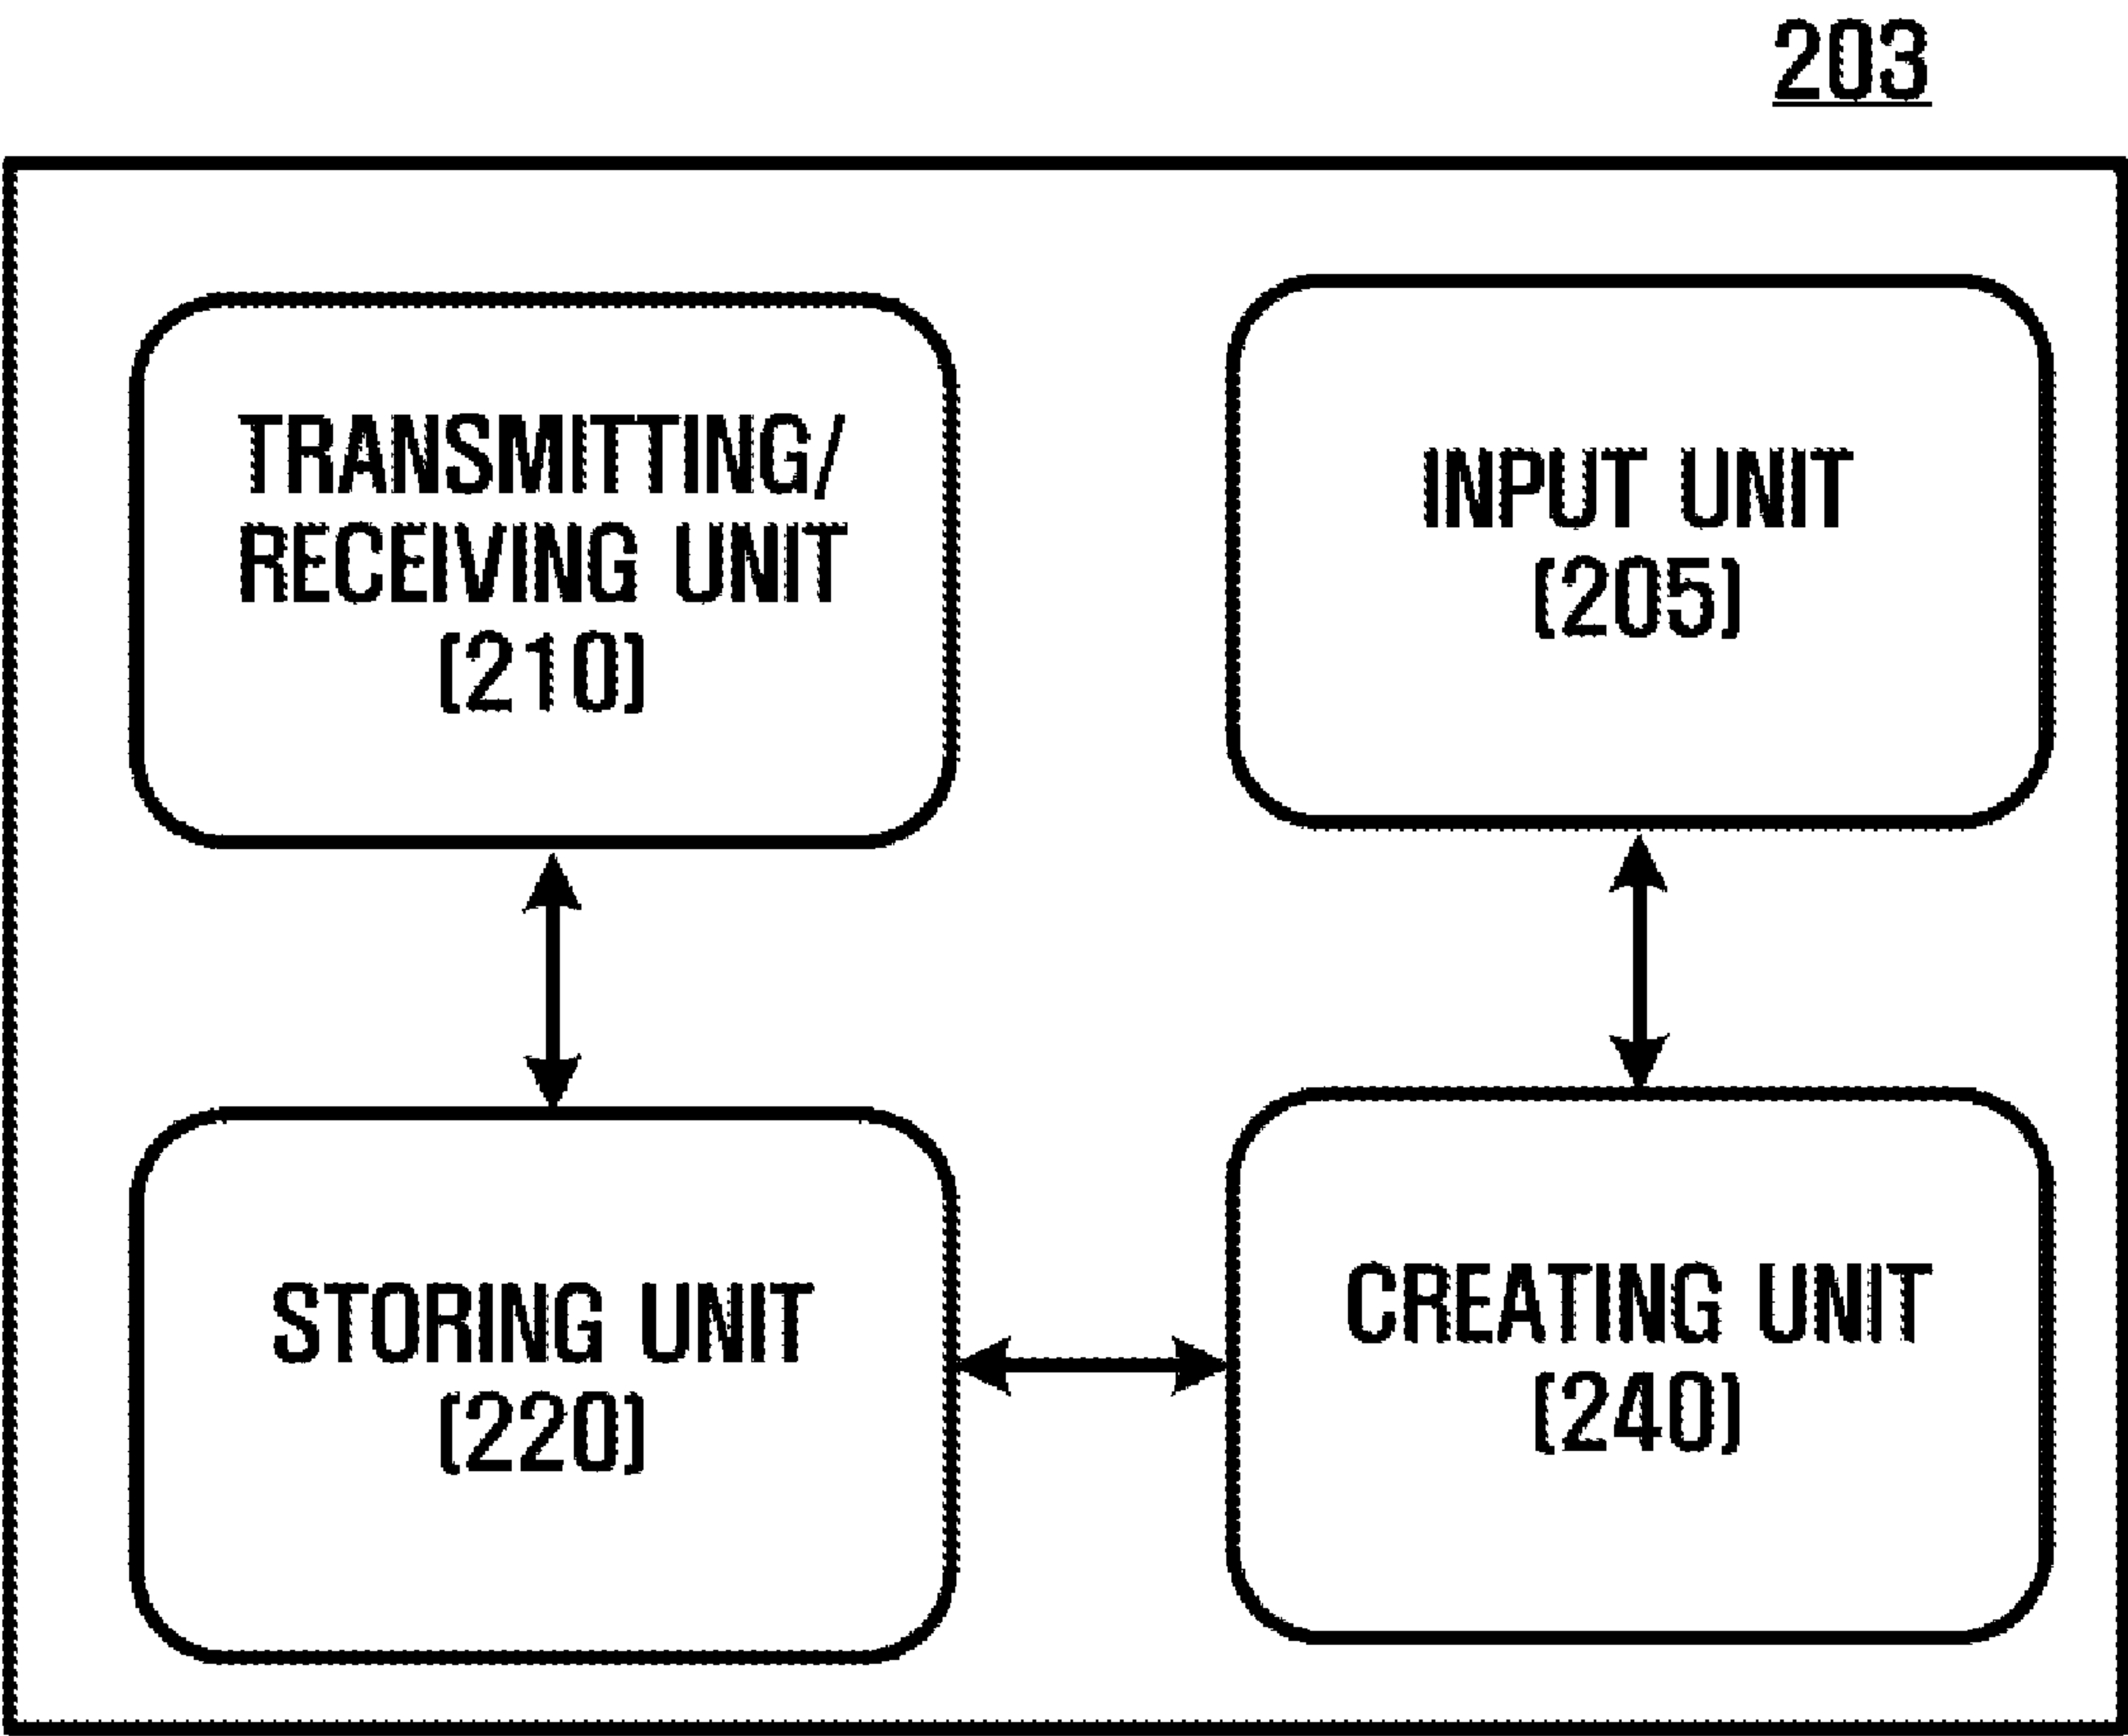 203
TRANSMITTING/
RECEIVING UNIT
(210)
INPUT UNIT
(205)
STORING UNIT
(220)
CREATING UNIT
(240)